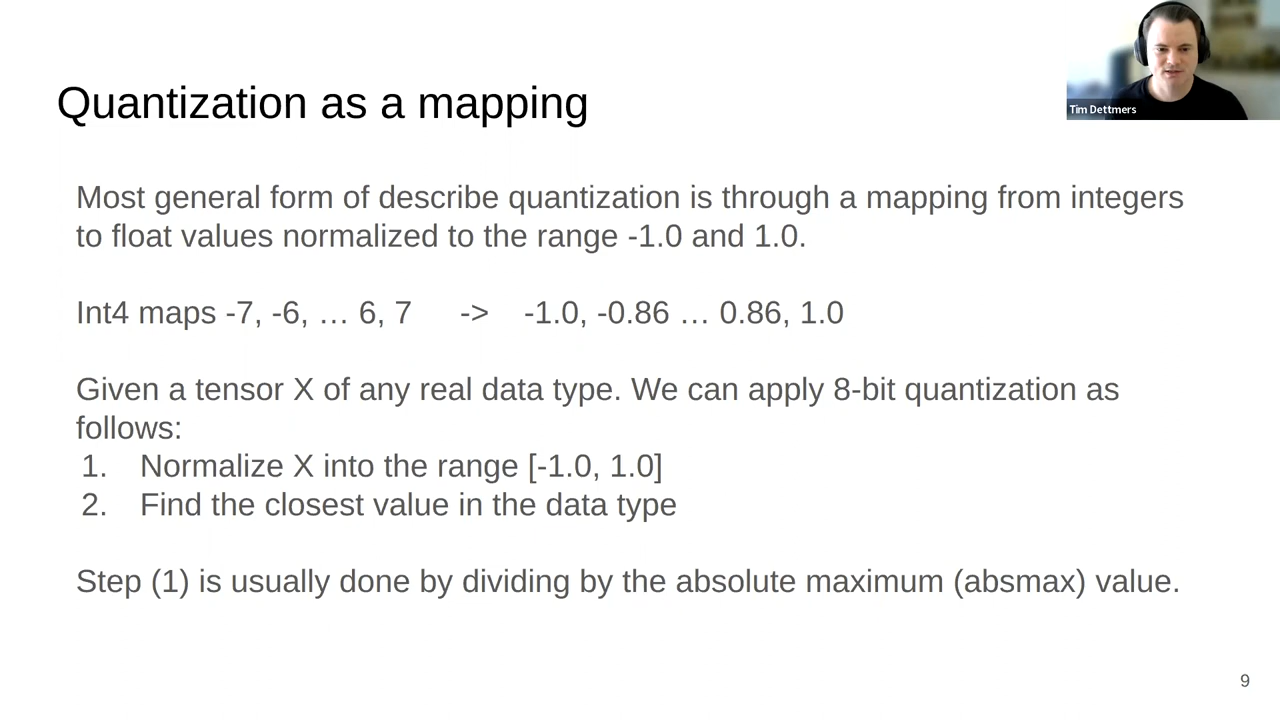 Quantization as a mapping
Tim Dettmers
Most general form of describe quantization is through a mapping from integers
to float values normalized to the range -1.0 and 1.0.
Int4 maps -7, -6, … 6, 7 -> -1.0, -0.86 … 0.86, 1.0
Given a tensor X of any real data type. We can apply 8-bit quantization as
follows:
1. Normalize X into the range [-1.0, 1.0]
2. Find the closest value in the data type
Step (1) is usually done by dividing by the absolute maximum (absmax) value.
9